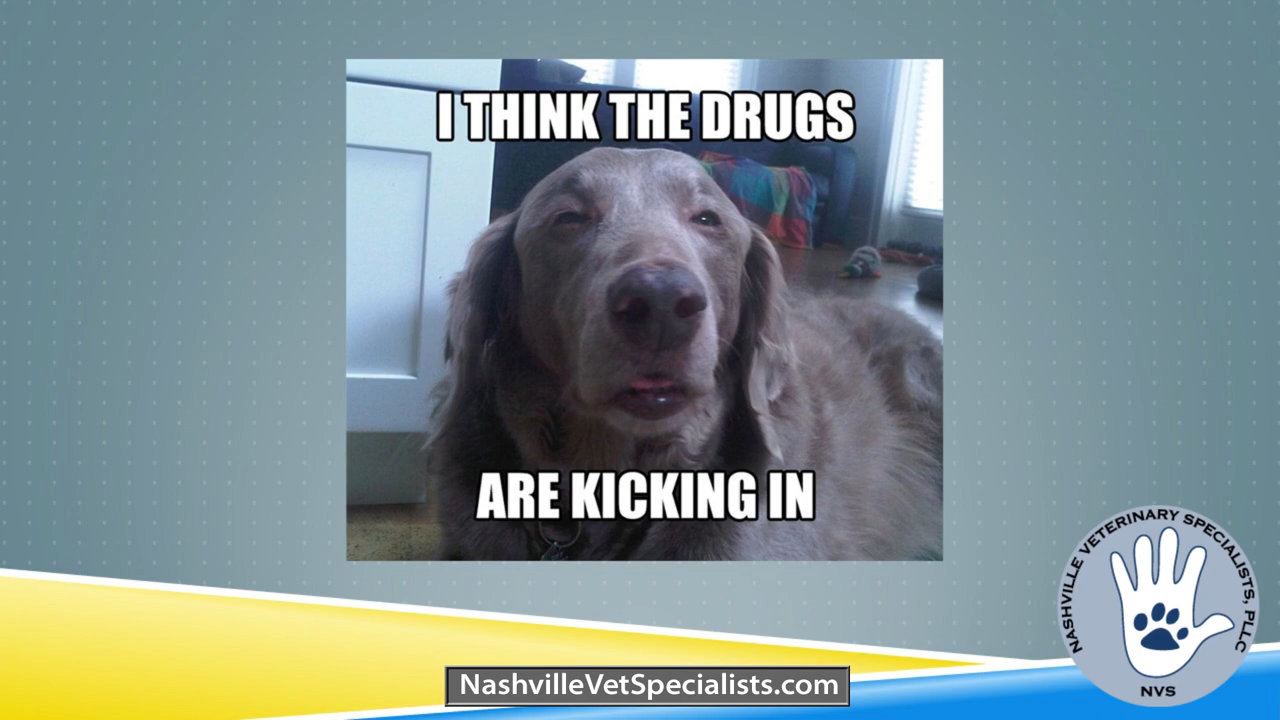 I THINK THE DRUGS
ARE KICKING IN
NASHVILLE VETERINARY SPECIALISTS, PLLC
NVS
NashvilleVetSpecialists.com